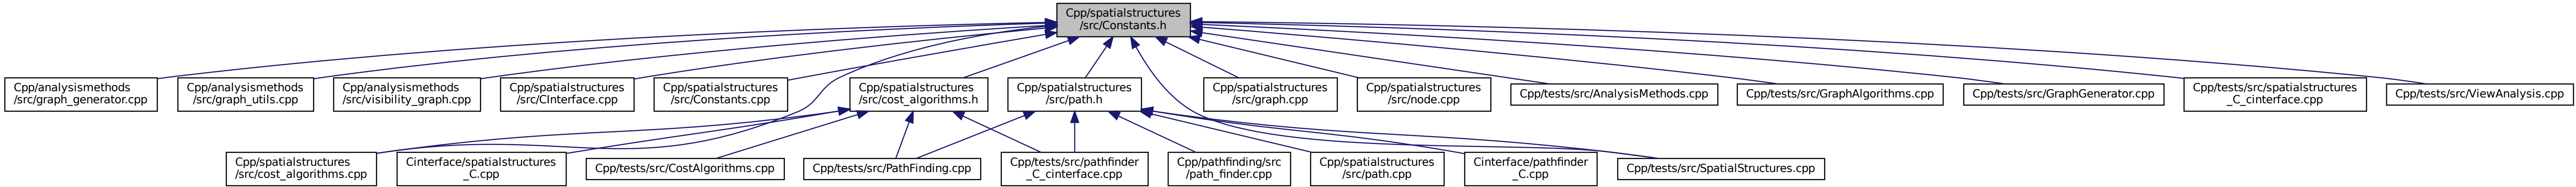 Cpp/spatialstructures
/src/Constants.h
Cpp/analysismethods
/src/graph_generator.cpp
Cpp/analysismethods
/src/graph_utils.cpp
Cpp/analysismethods
/src/visibility_graph.cpp
Cpp/spatialstructures
/src/CInterface.cpp
Cpp/spatialstructures
/src/Constants.cpp
Cpp/spatialstructures
/src/cost_algorithms.h
Cpp/spatialstructures
/src/path.h
Cpp/spatialstructures
/src/graph.cpp
Cpp/spatialstructures
/src/node.cpp
Cpp/tests/src/AnalysisMethods.cpp
Cpp/tests/src/GraphAlgorithms.cpp
Cpp/tests/src/GraphGenerator.cpp
Cpp/tests/src/spatialstructures
_C_cinterface.cpp
Cpp/tests/src/ViewAnalysis.cpp
Cpp/spatialstructures
/src/cost_algorithms.cpp
Cinterface/spatialstructures
_C.cpp
Cpp/tests/src/CostAlgorithms.cpp
Cpp/tests/src/PathFinding.cpp
Cpp/tests/src/pathfinder
_C_cinterface.cpp
Cpp/pathfinding/src
/path_finder.cpp
Cpp/spatialstructures
/src/path.cpp
Cinterface/pathfinder
_C.cpp
Cpp/tests/src/SpatialStructures.cpp